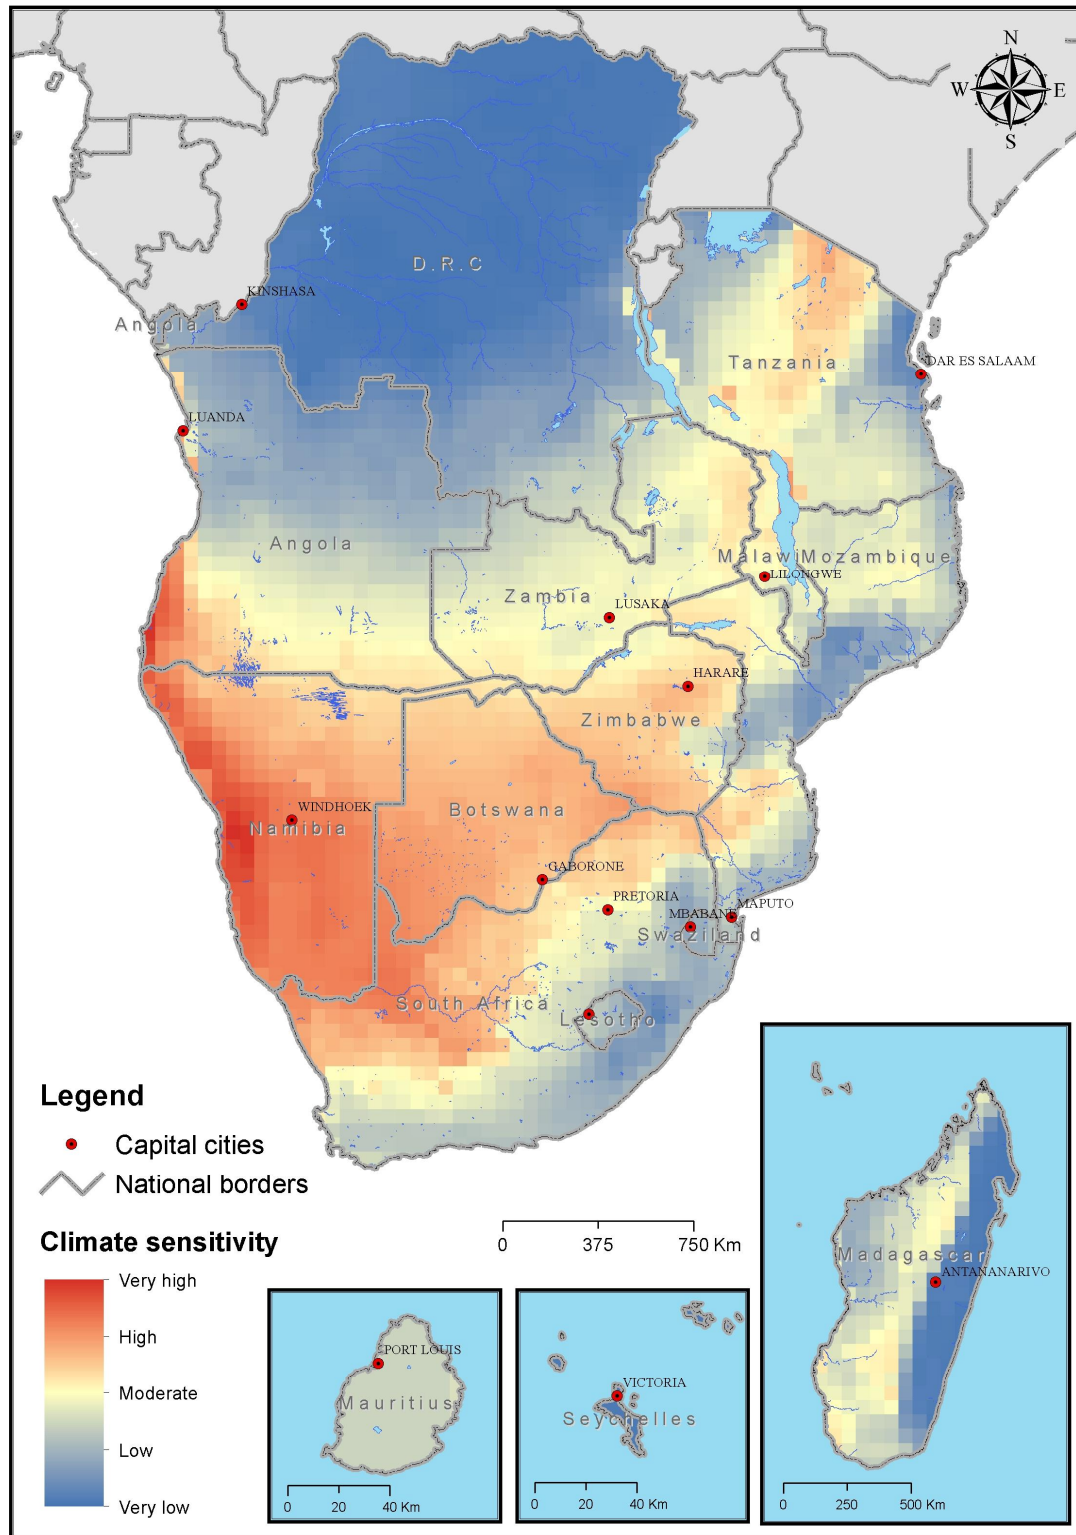 N
W
E
S
D.R.C
KINSHASA
Angola
Tanzania
DAR ES SALAAM
LUANDA
Angola
Malawi
Mozambique
LILONGWE
Zambia
LUSAKA
HARARE
Zimbabwe
WINDHOEK
Namibia
Botswana
GABORONE
PRETORIA
MBABANE
MAPUTO
Swaziland
South Africa
Lesotho
Legend
Capital cities
National borders
Climate sensitivity
Very high
High
Moderate
Low
Very low
0 375 750 Km
PORT LOUIS
Mauritius
0 20 40 Km
VICTORIA
Seychelles
0 20 40 Km
Madagascar
ANTANANARIVO
0 250 500 Km